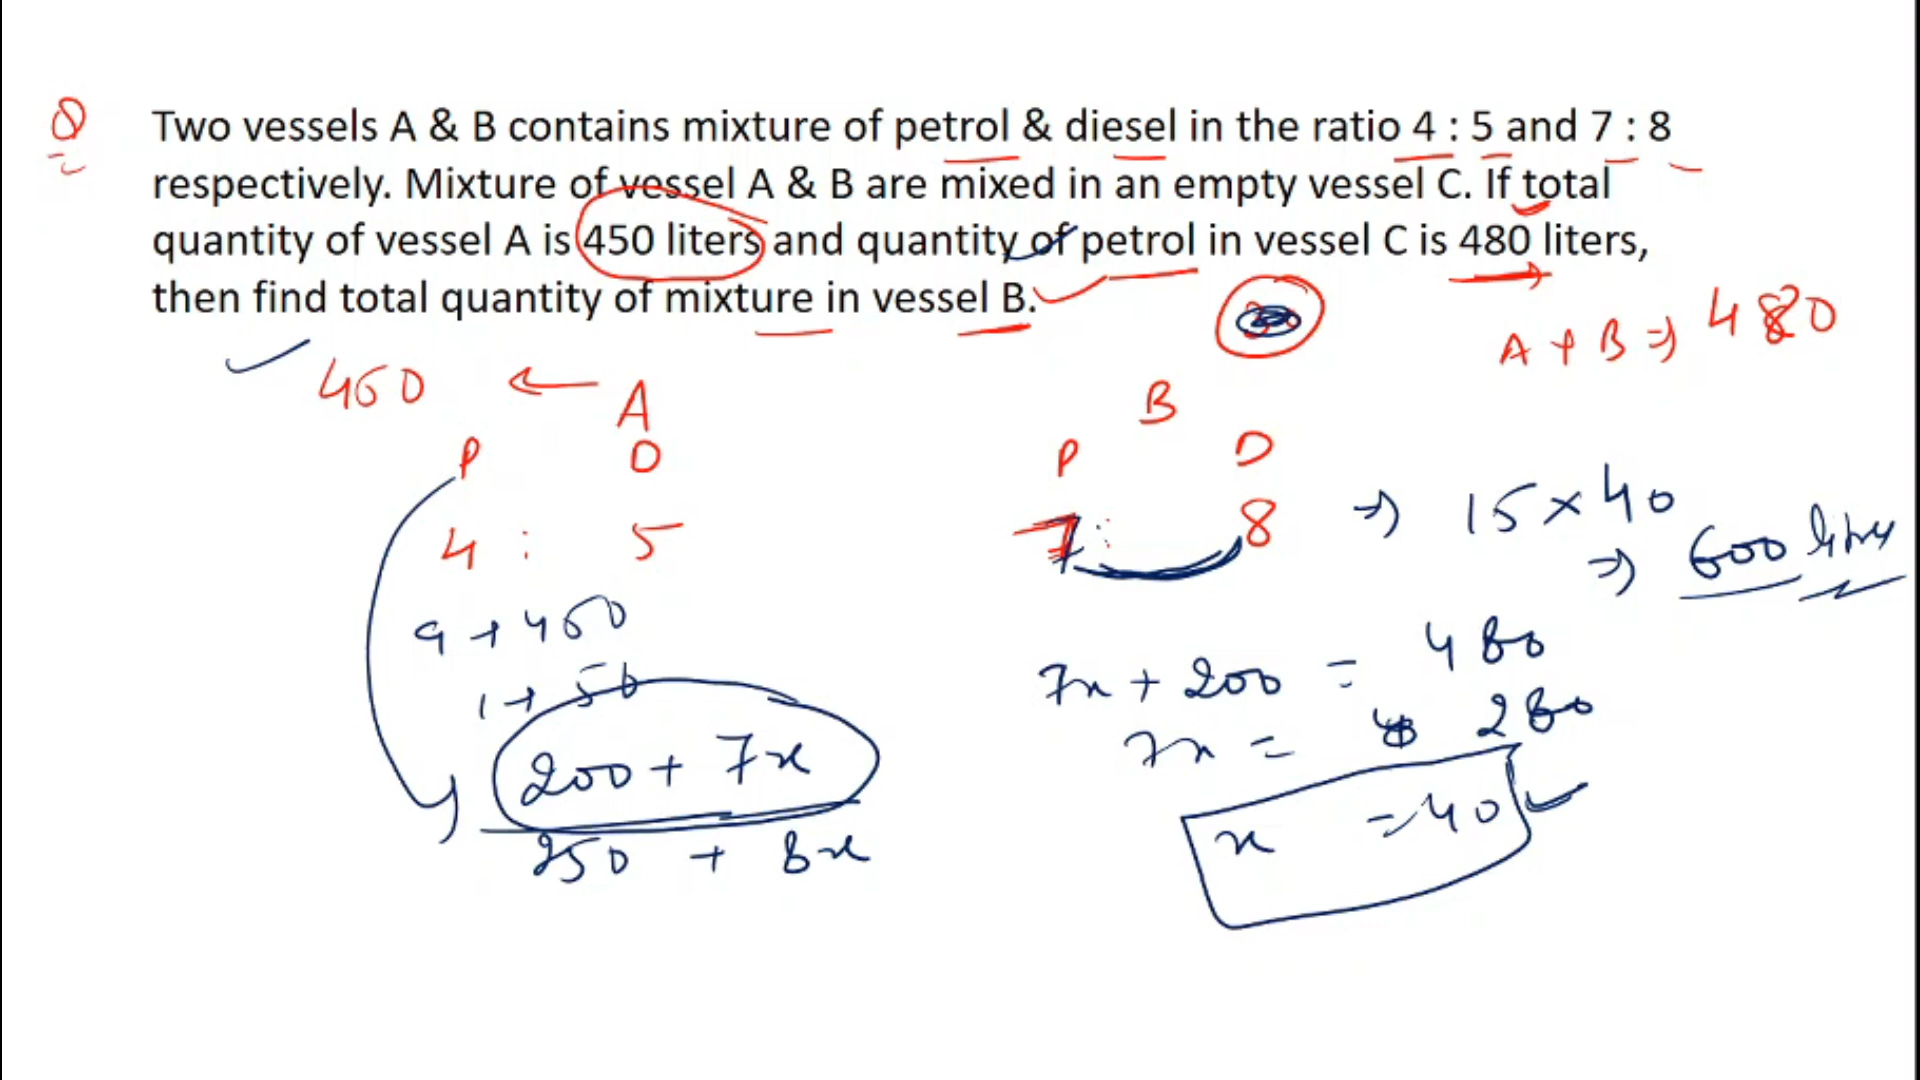 Q
Two vessels A & B contains mixture of petrol & diesel in the ratio 4 : 5 and 7 : 8
respectively. Mixture of vessel A & B are mixed in an empty vessel C. If total
quantity of vessel A is 450 liters and quantity of petrol in vessel C is 480 liters,
then find total quantity of mixture in vessel B.
A + B ⇒ 480
450 ← A
B
P D
P D
4 : 5
7 : 8 ⇒ 15 × 40
⇒ 600 liters
9 → 450
1 → 50
7x + 200 = 480
7x = 280
200 + 7x
250 + 8x
x = 40